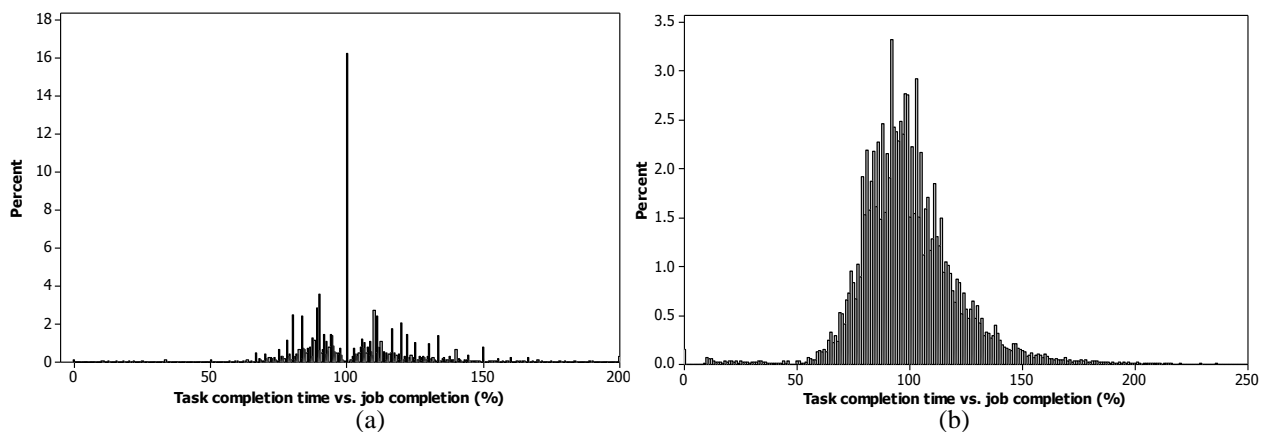 18
16
14
12
10
8
6
4
2
0
Percent
0 50 100 150 200
Task completion time vs. job completion (%)
(a)
3.5
3.0
2.5
2.0
1.5
1.0
0.5
0.0
Percent
0 50 100 150 200 250
Task completion time vs. job completion (%)
(b)